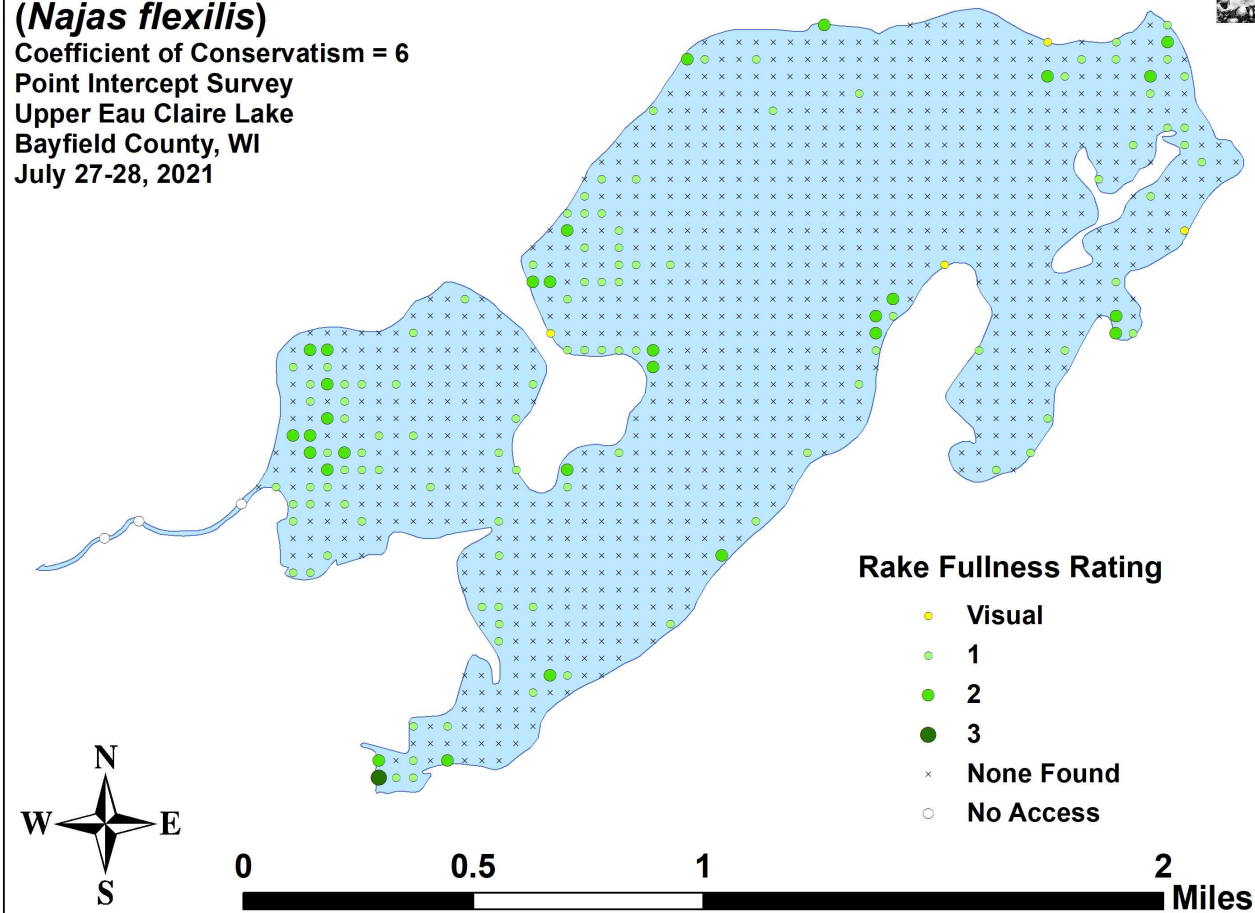 (Najas flexilis)
Coefficient of Conservatism = 6
Point Intercept Survey
Upper Eau Claire Lake
Bayfield County, WI
July 27-28, 2021
Rake Fullness Rating
Visual
1
2
3
None Found
No Access
N
W E
S
0 0.5 1 2
Miles